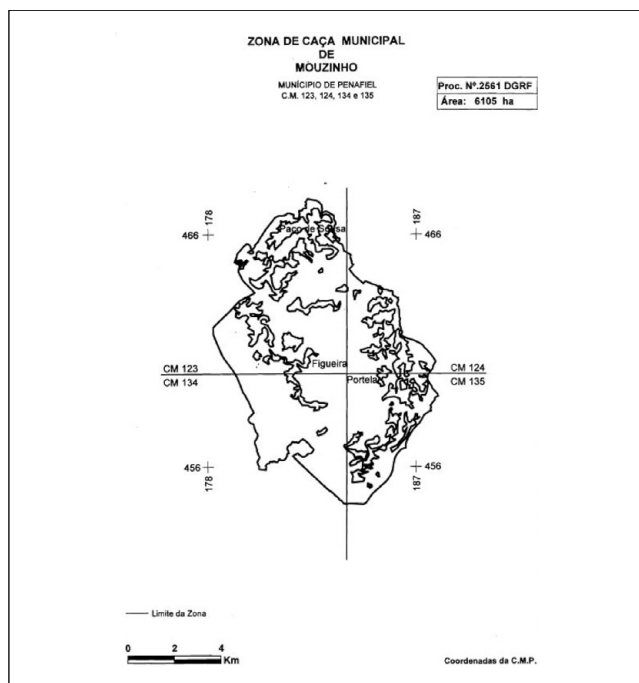 ZONA DE CAÇA MUNICIPAL
DE
MOUZINHO
MUNÍCIPIO DE PENAFIEL
C.M. 123, 124, 134 e 135
Proc. Nº.2561 DGRF
Área: 6105 ha
178
187
466
466
Paço de Sousa
Figueira
CM 123
CM 124
CM 134
Portela
CM 135
456
456
178
187
Limite da Zona
0 2 4
Km
Coordenadas da C.M.P.